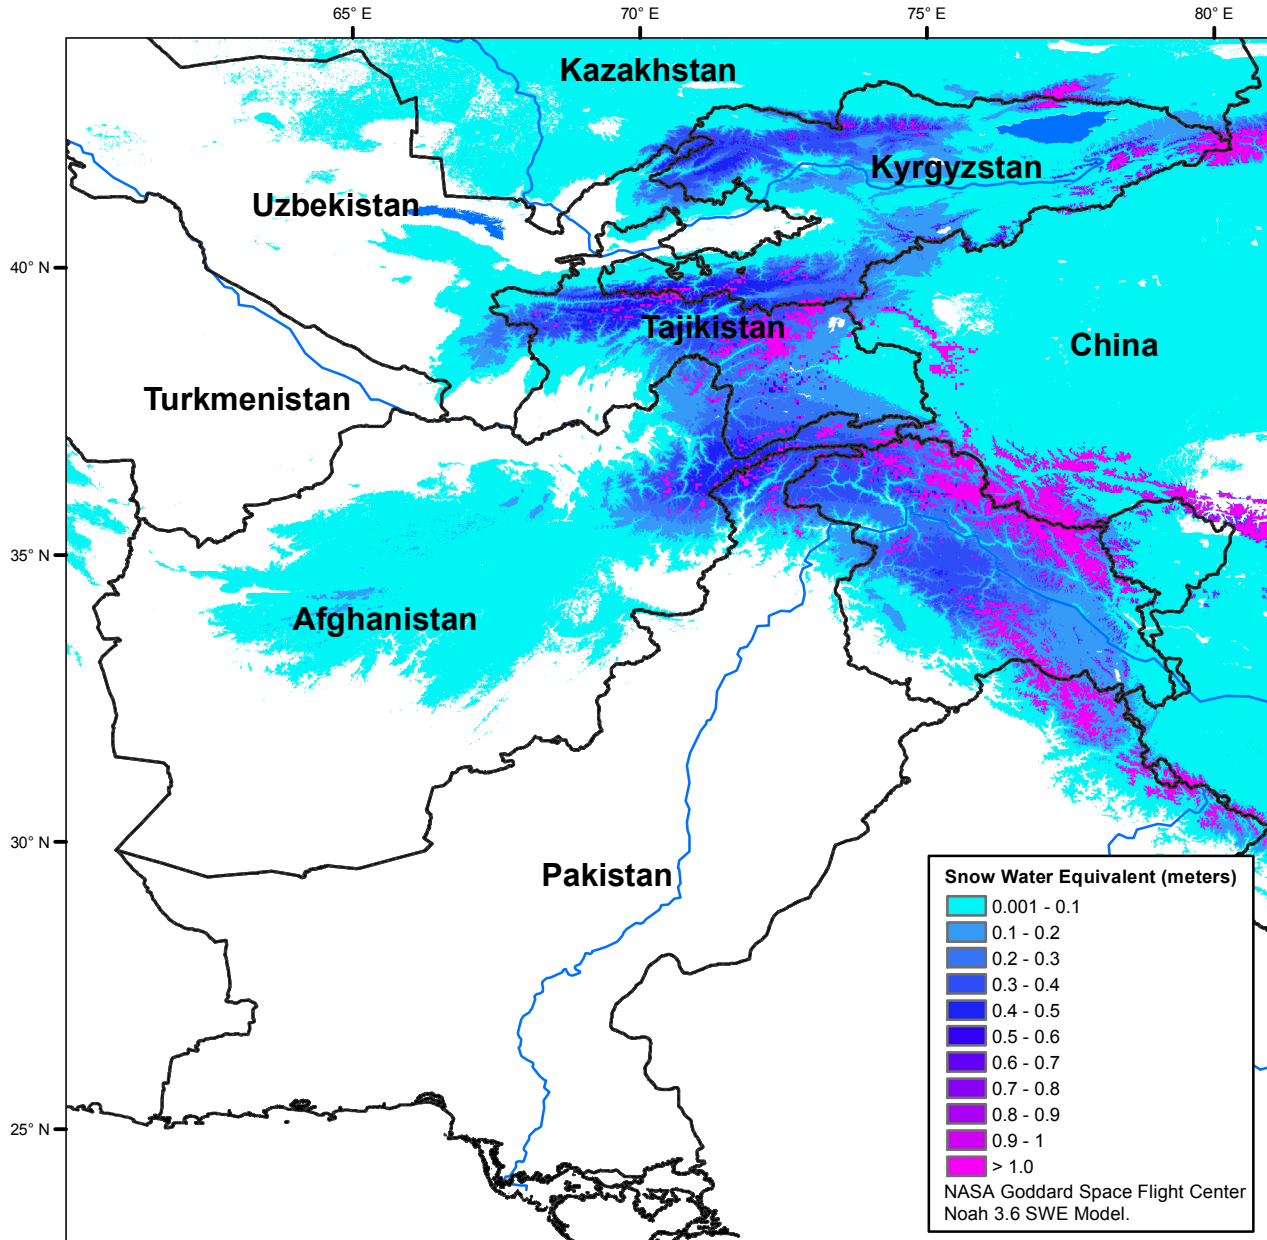 65° E
70° E
75° E
80° E
Kazakhstan
Kyrgyzstan
Uzbekistan
40° N
Tajikistan
China
Turkmenistan
35° N
Afghanistan
30° N
Pakistan
25° N
Snow Water Equivalent (meters)
0.001 - 0.1
0.1 - 0.2
0.2 - 0.3
0.3 - 0.4
0.4 - 0.5
0.5 - 0.6
0.6 - 0.7
0.7 - 0.8
0.8 - 0.9
0.9 - 1
> 1.0
NASA Goddard Space Flight Center
Noah 3.6 SWE Model.